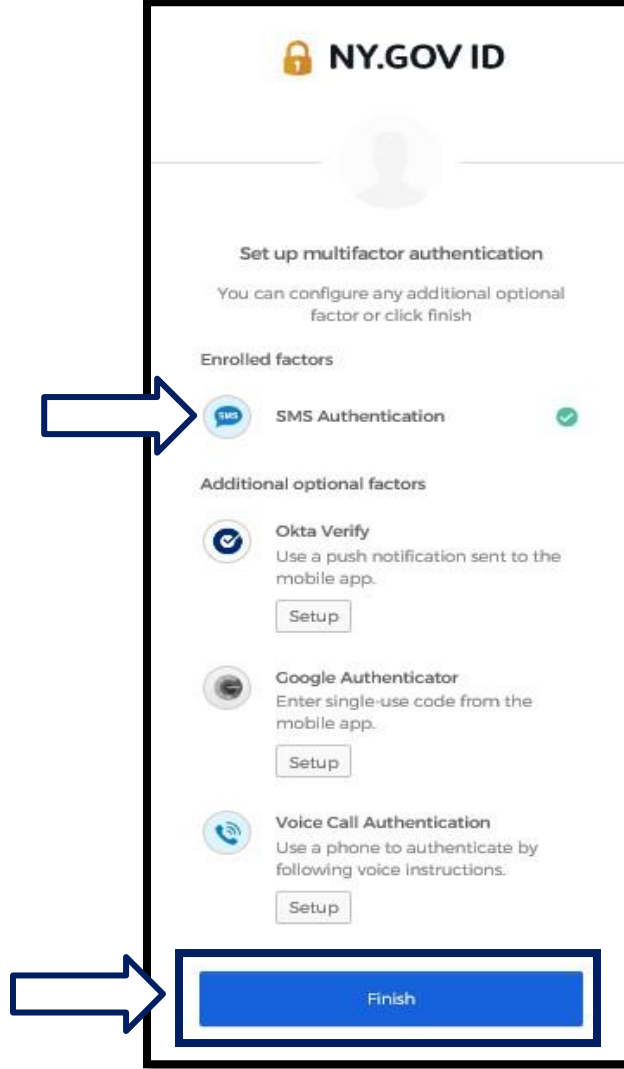 NY.GOV ID
Set up multifactor authentication
You can configure any additional optional
factor or click finish
Enrolled factors
SMS
SMS Authentication
Additional optional factors
Okta Verify
Use a push notification sent to the
mobile app.
Setup
Google Authenticator
Enter single-use code from the
mobile app.
Setup
Voice Call Authentication
Use a phone to authenticate by
following voice instructions.
Setup
Finish